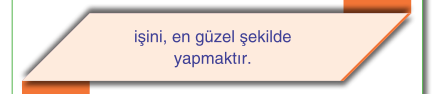 işini, en güzel şekilde
yapmaktır.